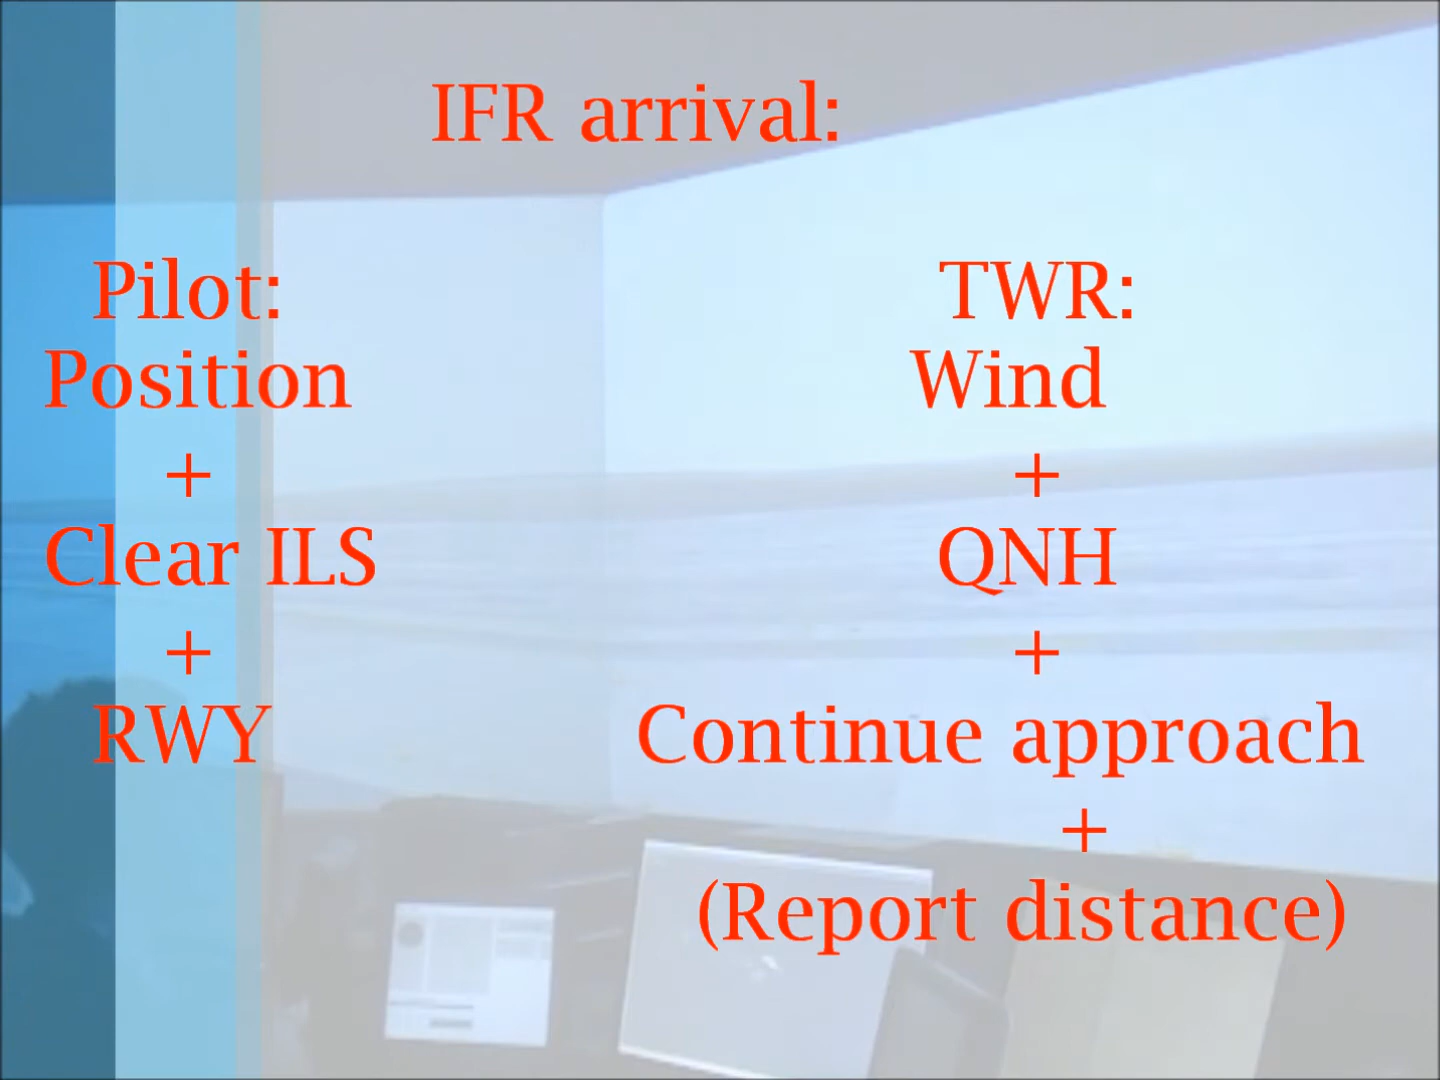 IFR arrival:
Pilot:
Position
+
Clear ILS
+
RWY
TWR:
Wind
+
QNH
+
Continue approach
+
(Report distance)